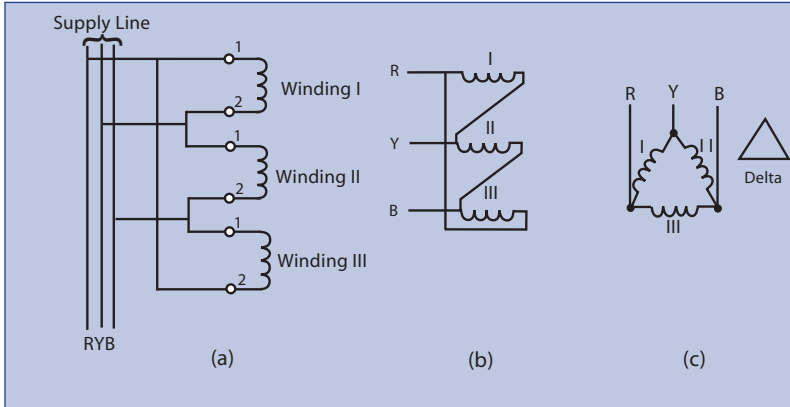 Supply Line
1
Winding I
2
1
Winding II
2
1
Winding III
2
RYB
(a)
I
R
II
Y
III
B
(b)
R Y B
I II
Delta
III
(c)